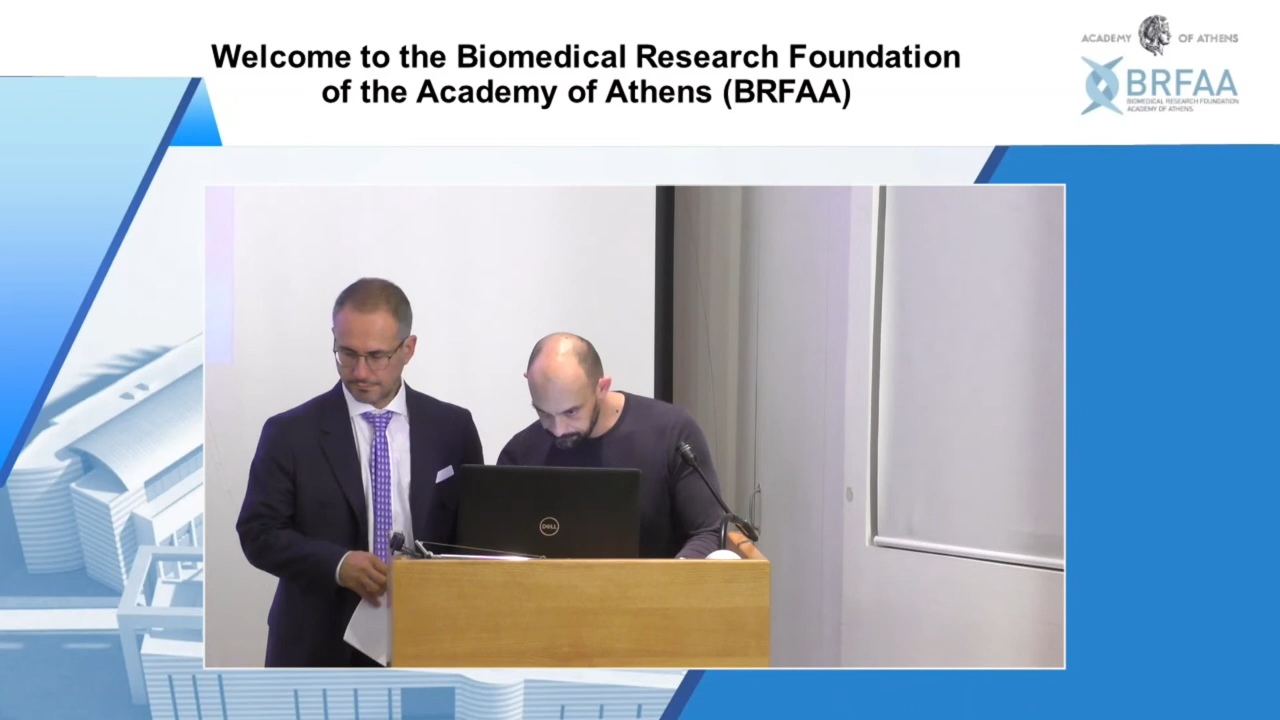 Welcome to the Biomedical Research Foundation
of the Academy of Athens (BRFAA)
ACADEMY OF ATHENS
BRFAA
BIOMEDICAL RESEARCH FOUNDATION
ACADEMY OF ATHENS
DELL